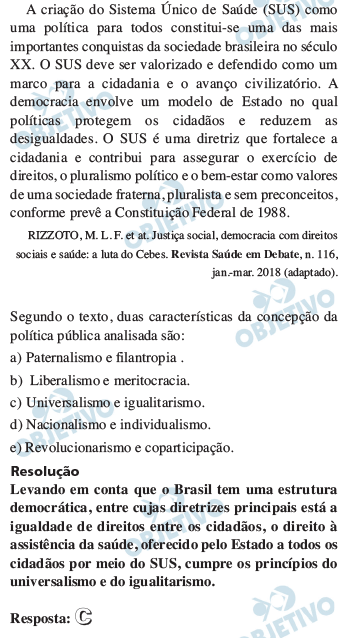 A criação do Sistema Único de Saúde (SUS) como
uma política para todos constitui-se uma das mais
importantes conquistas da sociedade brasileira no século
XX. O SUS deve ser valorizado e defendido como um
marco para a cidadania e o avanço civilizatório. A
democracia envolve um modelo de Estado no qual
políticas protegem os cidadãos e reduzem as
desigualdades. O SUS é uma diretriz que fortalece a
cidadania e contribui para assegurar o exercício de
direitos, o pluralismo político e o bem-estar como valores
de uma sociedade fraterna, pluralista e sem preconceitos,
conforme prevê a Constituição Federal de 1988.
RIZZOTO, M. L. F. et at. Justiça social, democracia com direitos
sociais e saúde: a luta do Cebes. Revista Saúde em Debate, n. 116,
jan.-mar. 2018 (adaptado).
Segundo o texto, duas características da concepção da
política pública analisada são:
a) Paternalismo e filantropia .
b) Liberalismo e meritocracia.
c) Universalismo e igualitarismo.
d) Nacionalismo e individualismo.
e) Revolucionarismo e coparticipação.
Resolução
Levando em conta que o Brasil tem uma estrutura
democrática, entre cujas diretrizes principais está a
igualdade de direitos entre os cidadãos, o direito à
assistência da saúde, oferecido pelo Estado a todos os
cidadãos por meio do SUS, cumpre os princípios do
universalismo e do igualitarismo.
Resposta: C
OBJETIVO
OBJETIVO
OBJETIVO
OBJETIVO
OBJETIVO
OBJETIVO
OBJETIVO